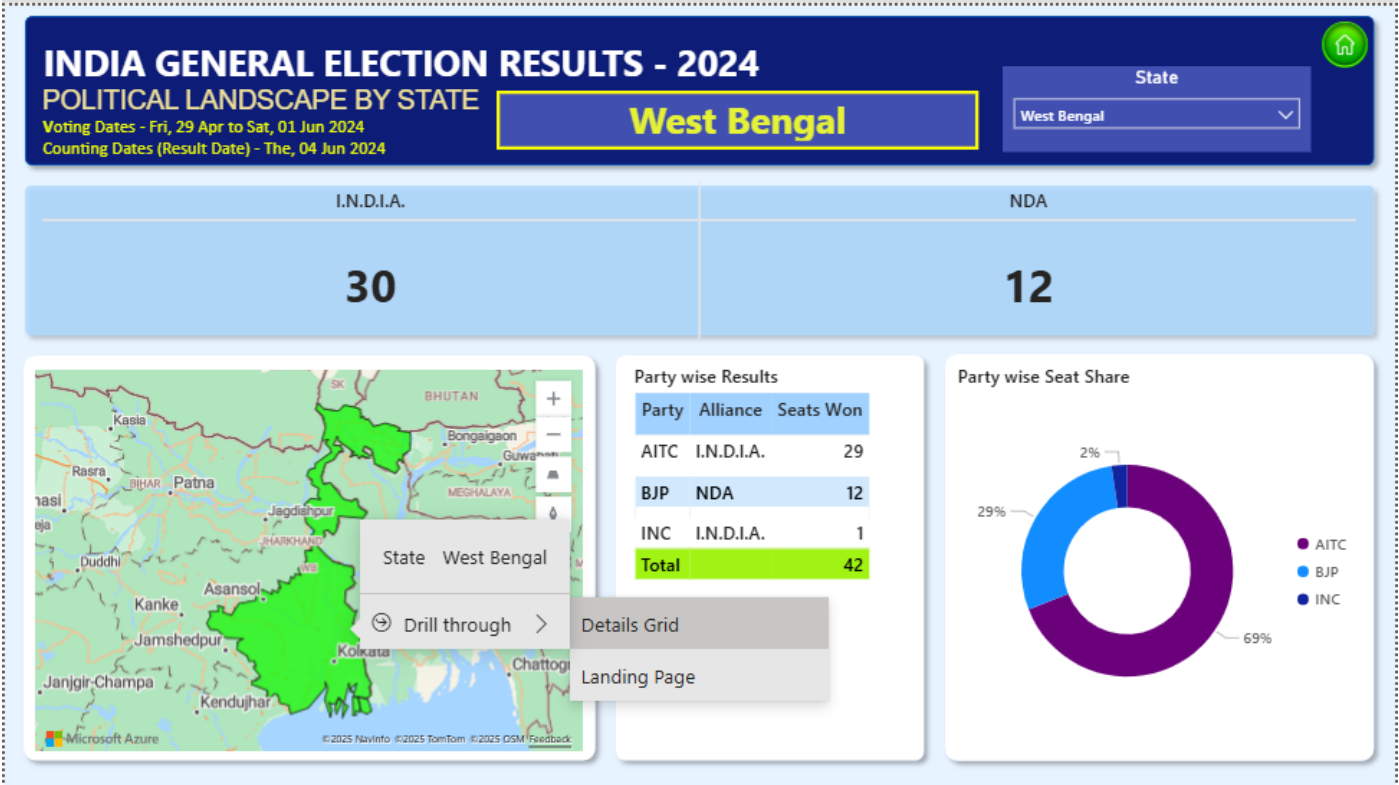 INDIA GENERAL ELECTION RESULTS - 2024
POLITICAL LANDSCAPE BY STATE
Voting Dates - Fri, 29 Apr to Sat, 01 Jun 2024
Counting Dates (Result Date) - The, 04 Jun 2024
West Bengal
State
West Bengal
I.N.D.I.A.
NDA
30
12
SK
BHUTAN
Kasia
Bongaigaon
Rasra
BIHAR
Patna
MEGHALAYA
Jagdishpur
JHARKHAND
WB
Duddhi
Asansol
Kanke
Jamshedpur
Kolkata
Janjgir-Champa
Kendujhar
Microsoft Azure
©2025 NavInfo ©2025 TomTom ©2025 OSM Feedback
State West Bengal
Drill through
Details Grid
Landing Page
Party wise Results
Party Alliance Seats Won
AITC I.N.D.I.A. 29
BJP NDA 12
INC I.N.D.I.A. 1
Total 42
Party wise Seat Share
2%
29%
69%
AITC
BJP
INC